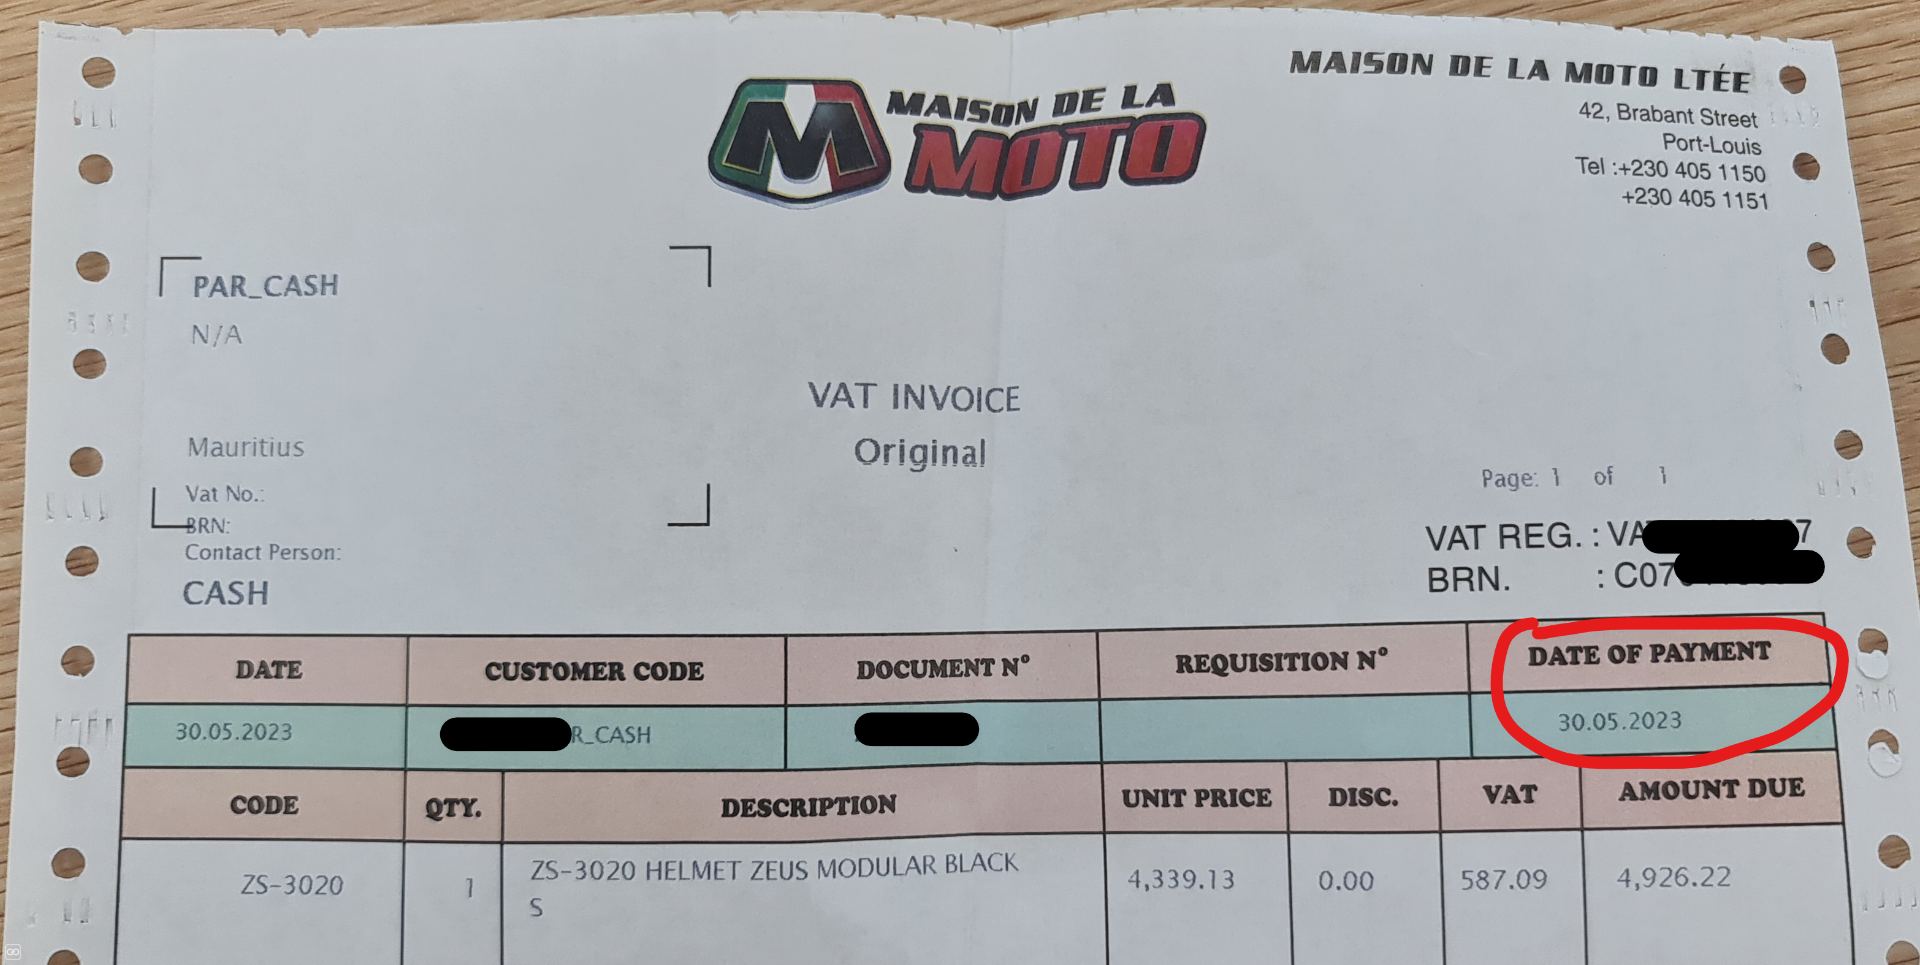 MAISON DE LA MOTO LTÉE
42, Brabant Street
Port-Louis
Tel :+230 405 1150
+230 405 1151
M MAISON DE LA
MOTO
PAR_CASH
N/A
VAT INVOICE
Original
Mauritius
Vat No.:
BRN:
Contact Person:
CASH
Page: 1 of 1
VAT REG. : VA 7
BRN. : C07
DATE CUSTOMER CODE DOCUMENT N° REQUISITION N° DATE OF PAYMENT
30.05.2023 R_CASH 30.05.2023
CODE QTY. DESCRIPTION UNIT PRICE DISC. VAT AMOUNT DUE
ZS-3020 1 ZS-3020 HELMET ZEUS MODULAR BLACK 4,339.13 0.00 587.09 4,926.22
S